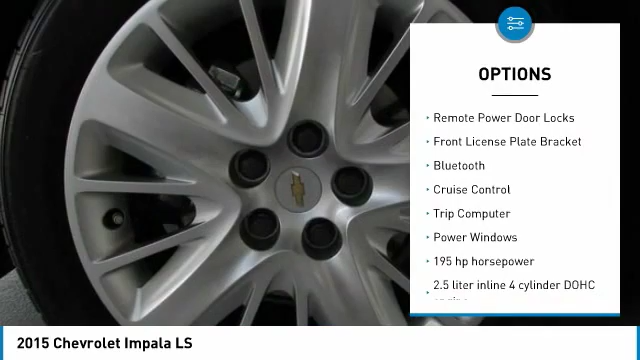 OPTIONS
Remote Power Door Locks
Front License Plate Bracket
Bluetooth
Cruise Control
Trip Computer
Power Windows
195 hp horsepower
2.5 liter inline 4 cylinder DOHC
2015 Chevrolet Impala LS